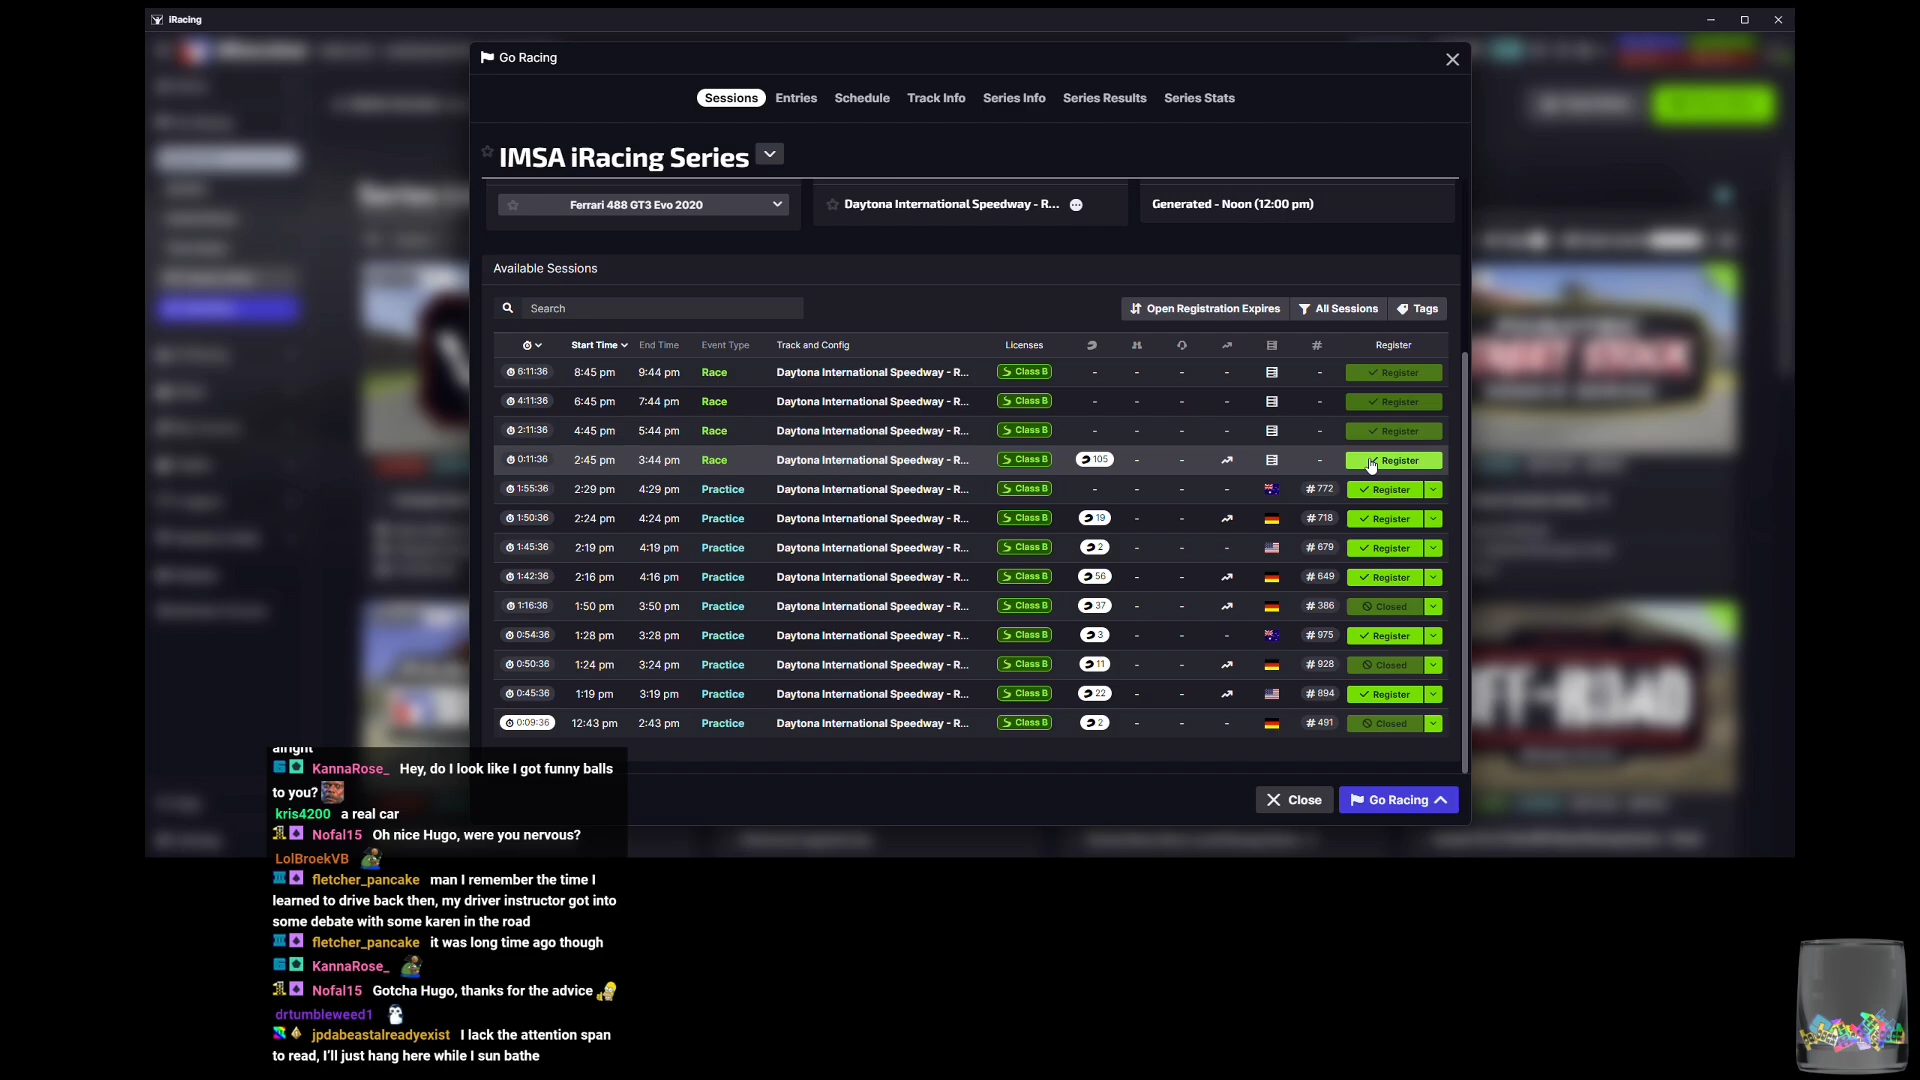 iRacing
Go Racing
Sessions Entries Schedule Track Info Series Info Series Results Series Stats
IMSA iRacing Series
Ferrari 488 GT3 Evo 2020 Daytona International Speedway - R... Generated - Noon (12:00 pm)
Available Sessions
Search Open Registration Expires All Sessions Tags
Start Time End Time Event Type Track and Config Licenses # Register
6:11:36 8:45 pm 9:44 pm Race Daytona International Speedway - R... Class B - - - - - Register
4:11:36 6:45 pm 7:44 pm Race Daytona International Speedway - R... Class B - - - - - Register
2:11:36 4:45 pm 5:44 pm Race Daytona International Speedway - R... Class B - - - - - Register
0:11:36 2:45 pm 3:44 pm Race Daytona International Speedway - R... Class B 105 - - - Register
1:55:36 2:29 pm 4:29 pm Practice Daytona International Speedway - R... Class B - - - - # 772 Register
1:50:36 2:24 pm 4:24 pm Practice Daytona International Speedway - R... Class B 19 - - # 718 Register
1:45:36 2:19 pm 4:19 pm Practice Daytona International Speedway - R... Class B 2 - - - # 679 Register
1:42:36 2:16 pm 4:16 pm Practice Daytona International Speedway - R... Class B 56 - - # 649 Register
1:16:36 1:50 pm 3:50 pm Practice Daytona International Speedway - R... Class B 37 - - # 386 Closed
0:54:36 1:28 pm 3:28 pm Practice Daytona International Speedway - R... Class B 3 - - - # 975 Register
0:50:36 1:24 pm 3:24 pm Practice Daytona International Speedway - R... Class B 11 - - # 928 Closed
0:45:36 1:19 pm 3:19 pm Practice Daytona International Speedway - R... Class B 22 - - # 894 Register
0:09:36 12:43 pm 2:43 pm Practice Daytona International Speedway - R... Class B 2 - - - # 491 Closed
Close Go Racing
alright
KannaRose_ Hey, do I look like I got funny balls
to you?
kris4200 a real car
Nofal15 Oh nice Hugo, were you nervous?
LolBroekVB
fletcher_pancake man I remember the time I
learned to drive back then, my driver instructor got into
some debate with some karen in the road
fletcher_pancake it was long time ago though
KannaRose_
Nofal15 Gotcha Hugo, thanks for the advice
drtumbleweed1
jpdabeastalreadyexist I lack the attention span
to read, I'll just hang here while I sun bathe